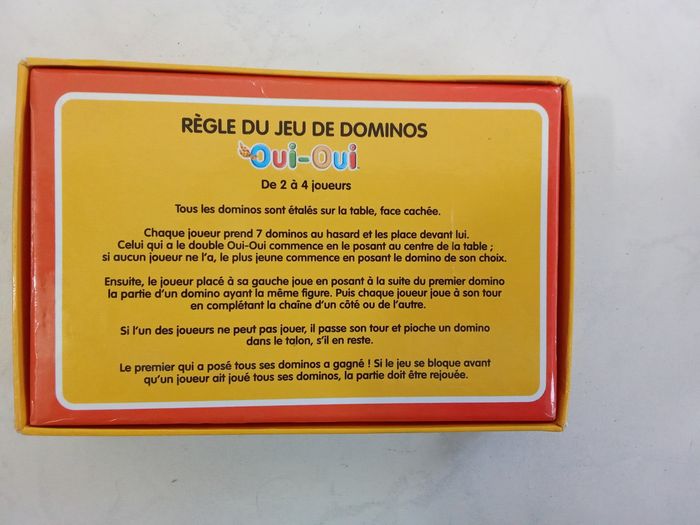 RÈGLE DU JEU DE DOMINOS
Oui-Oui™
De 2 à 4 joueurs
Tous les dominos sont étalés sur la table, face cachée.
Chaque joueur prend 7 dominos au hasard et les place devant lui.
Celui qui a le double Oui-Oui commence en le posant au centre de la table ;
si aucun joueur ne l'a, le plus jeune commence en posant le domino de son choix.
Ensuite, le joueur placé à sa gauche joue en posant à la suite du premier domino
la partie d'un domino ayant la même figure. Puis chaque joueur joue à son tour
en complétant la chaîne d'un côté ou de l'autre.
Si l'un des joueurs ne peut pas jouer, il passe son tour et pioche un domino
dans le talon, s'il en reste.
Le premier qui a posé tous ses dominos a gagné ! Si le jeu se bloque avant
qu'un joueur ait joué tous ses dominos, la partie doit être rejouée.